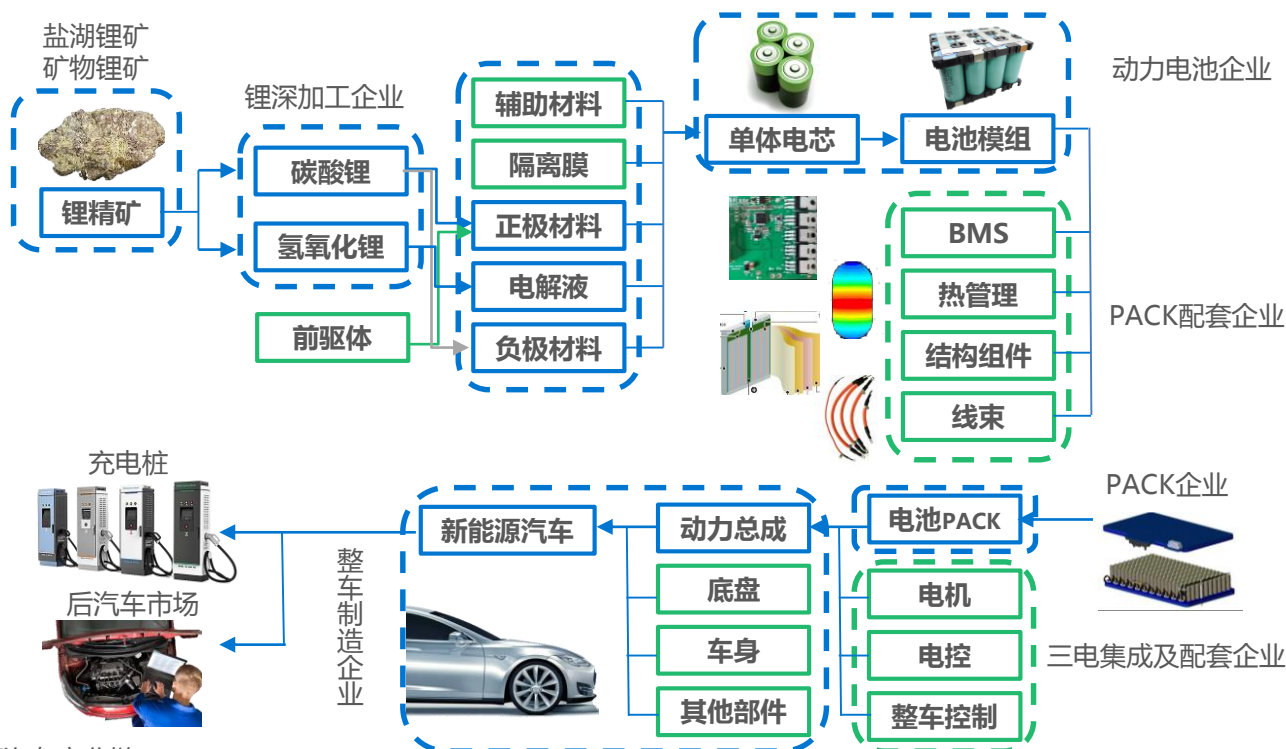 盐湖锂矿
矿物锂矿
锂精矿
锂深加工企业
碳酸锂
氢氧化锂
前驱体
辅助材料
隔离膜
正极材料
电解液
负极材料
单体电芯
电池模组
动力电池企业
BMS
热管理
结构组件
线束
PACK配套企业
充电桩
后汽车市场
整车制造企业
新能源汽车
动力总成
底盘
车身
其他部件
电池PACK
电机
电控
整车控制
PACK企业
三电集成及配套企业